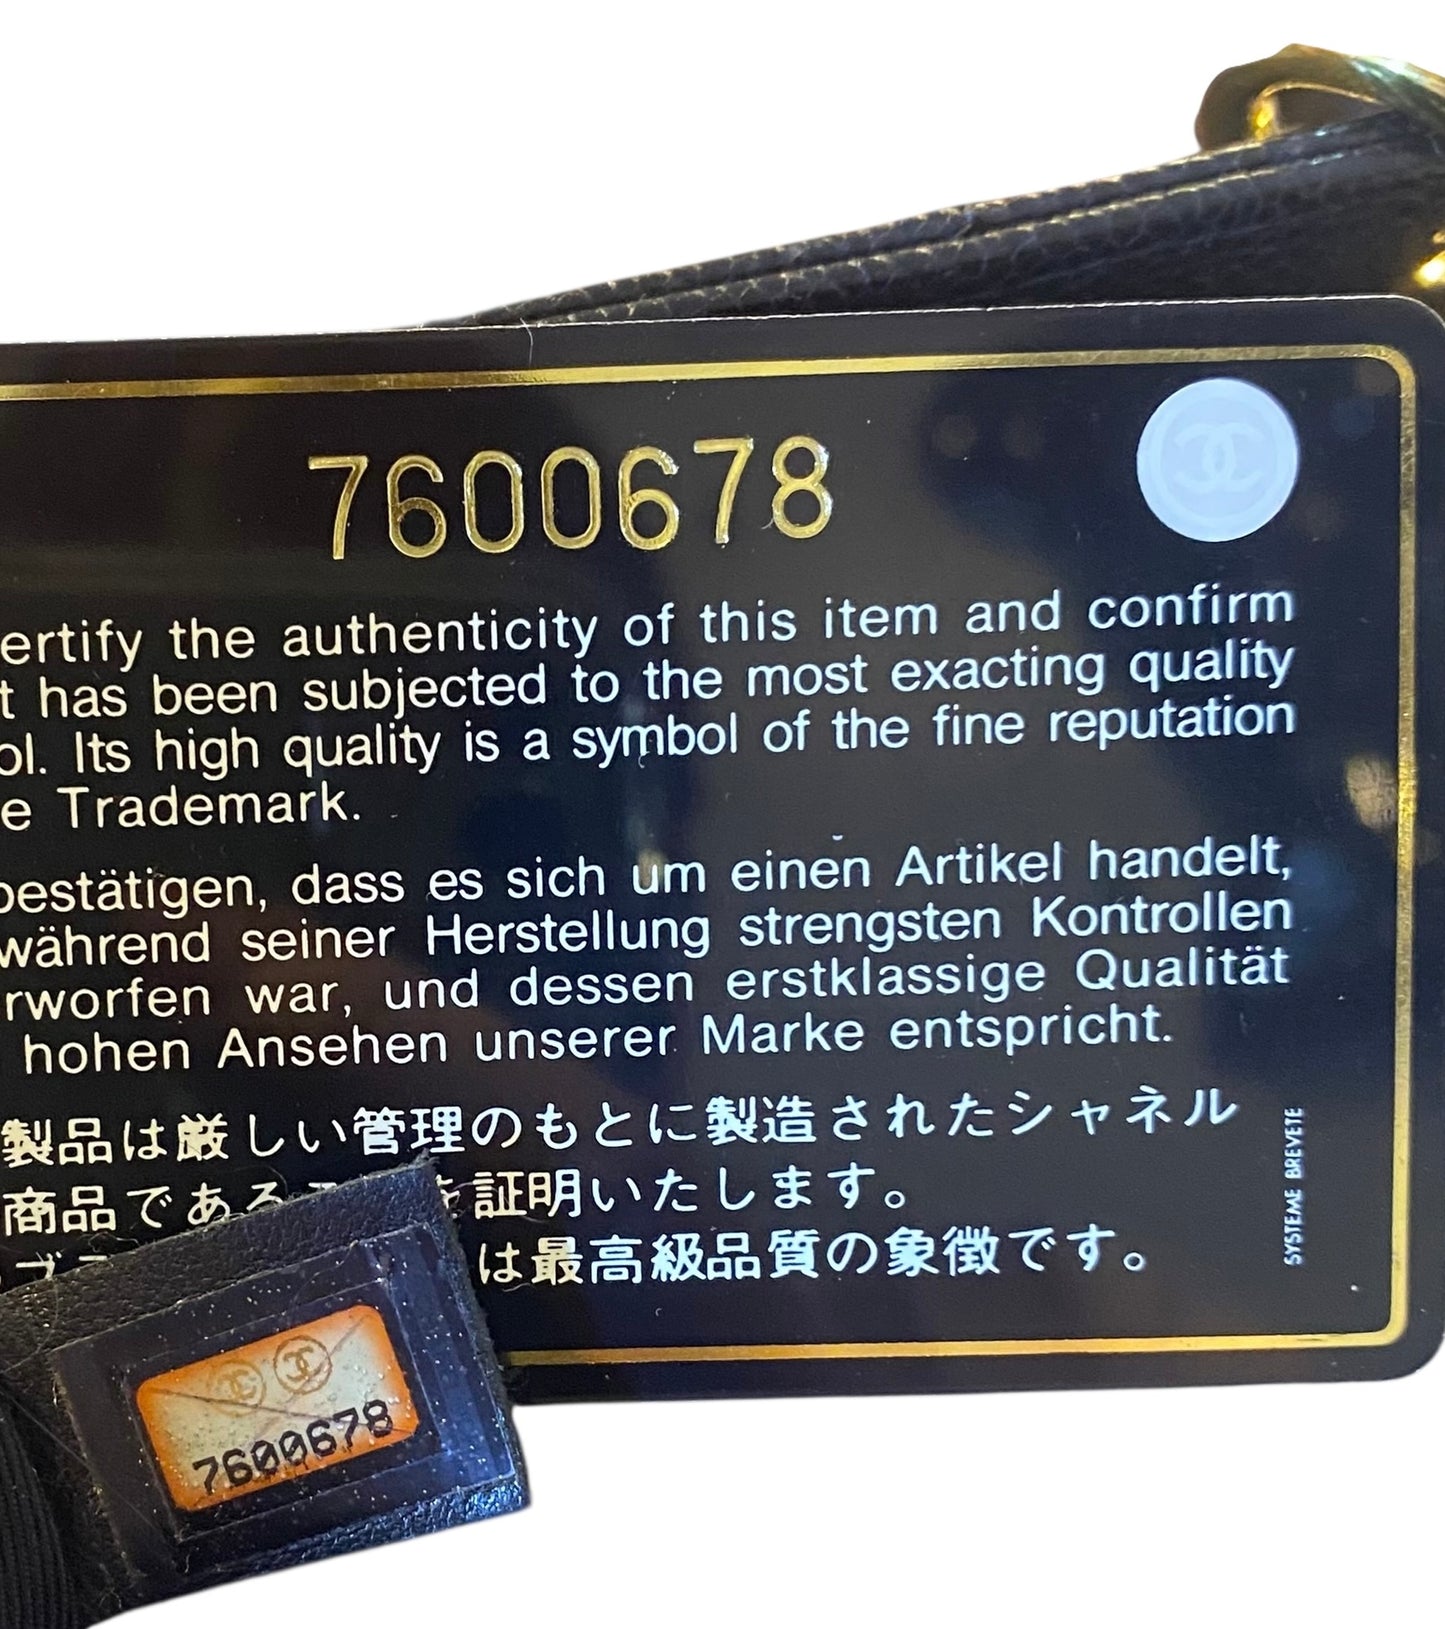 7600678
ertify the authenticity of this item and confirm
t has been subjected to the most exacting quality
ol. Its high quality is a symbol of the fine reputation
e Trademark.
bestätigen, dass es sich um einen Artikel handelt,
während seiner Herstellung strengsten Kontrollen
rworfen war, und dessen erstklassige Qualität
hohen Ansehen unserer Marke entspricht.
製品は厳しい管理のもとに製造されたシャネル
商品である を証明いたします。
は最高級品質の象徴です。
SYSTEME BREVETE
7600678